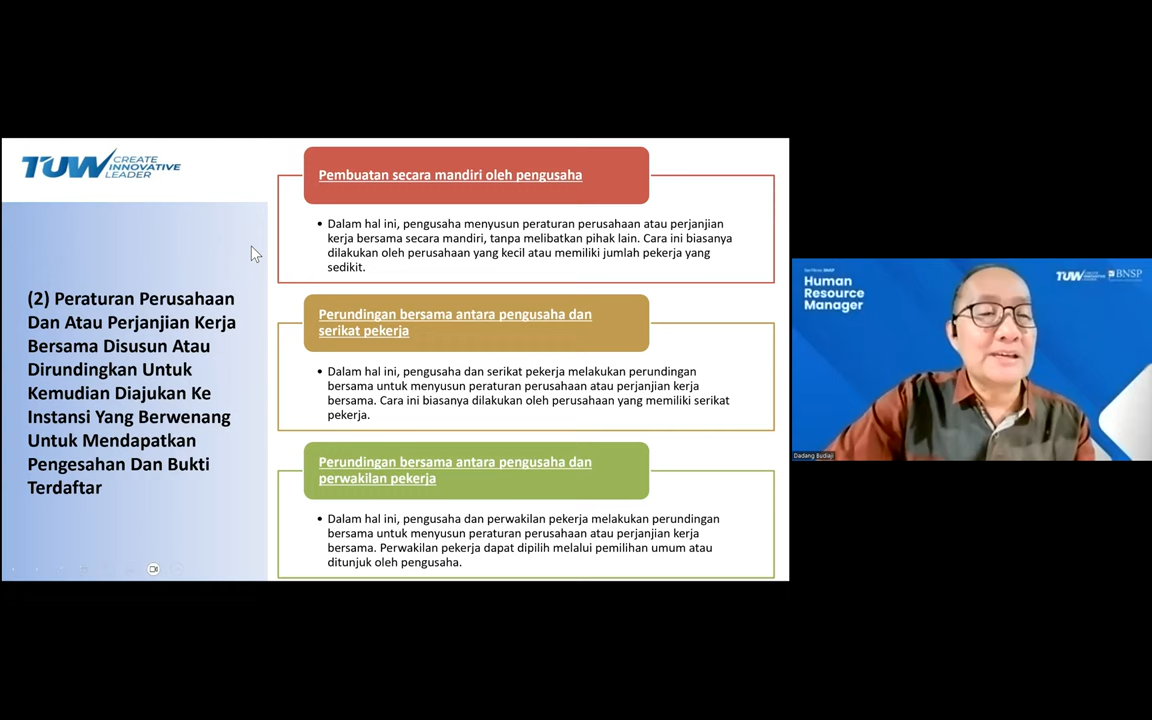 TUW CREATE
INNOVATIVE
LEADER
(2) Peraturan Perusahaan
Dan Atau Perjanjian Kerja
Bersama Disusun Atau
Dirundingkan Untuk
Kemudian Diajukan Ke
Instansi Yang Berwenang
Untuk Mendapatkan
Pengesahan Dan Bukti
Terdaftar
Pembuatan secara mandiri oleh pengusaha
• Dalam hal ini, pengusaha menyusun peraturan perusahaan atau perjanjian
kerja bersama secara mandiri, tanpa melibatkan pihak lain. Cara ini biasanya
dilakukan oleh perusahaan yang kecil atau memiliki jumlah pekerja yang
sedikit.
Perundingan bersama antara pengusaha dan
serikat pekerja
• Dalam hal ini, pengusaha dan serikat pekerja melakukan perundingan
bersama untuk menyusun peraturan perusahaan atau perjanjian kerja
bersama. Cara ini biasanya dilakukan oleh perusahaan yang memiliki serikat
pekerja.
Perundingan bersama antara pengusaha dan
perwakilan pekerja
• Dalam hal ini, pengusaha dan perwakilan pekerja melakukan perundingan
bersama untuk menyusun peraturan perusahaan atau perjanjian kerja
bersama. Perwakilan pekerja dapat dipilih melalui pemilihan umum atau
ditunjuk oleh pengusaha.
Human
Resource
Manager
TUW
BNSP
Dadang Budiaji